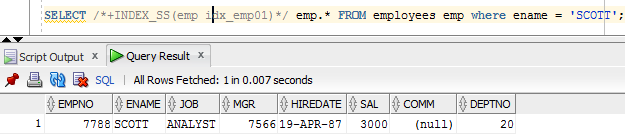 SELECT /*+INDEX_SS(emp idx_emp01)*/ emp.* FROM employees emp where ename = 'SCOTT';
Script Output × Query Result ×
SQL | All Rows Fetched: 1 in 0.007 seconds
EMPNO ENAME JOB MGR HIREDATE SAL COMM DEPTNO
1 7788 SCOTT ANALYST 7566 19-APR-87 3000 (null) 20